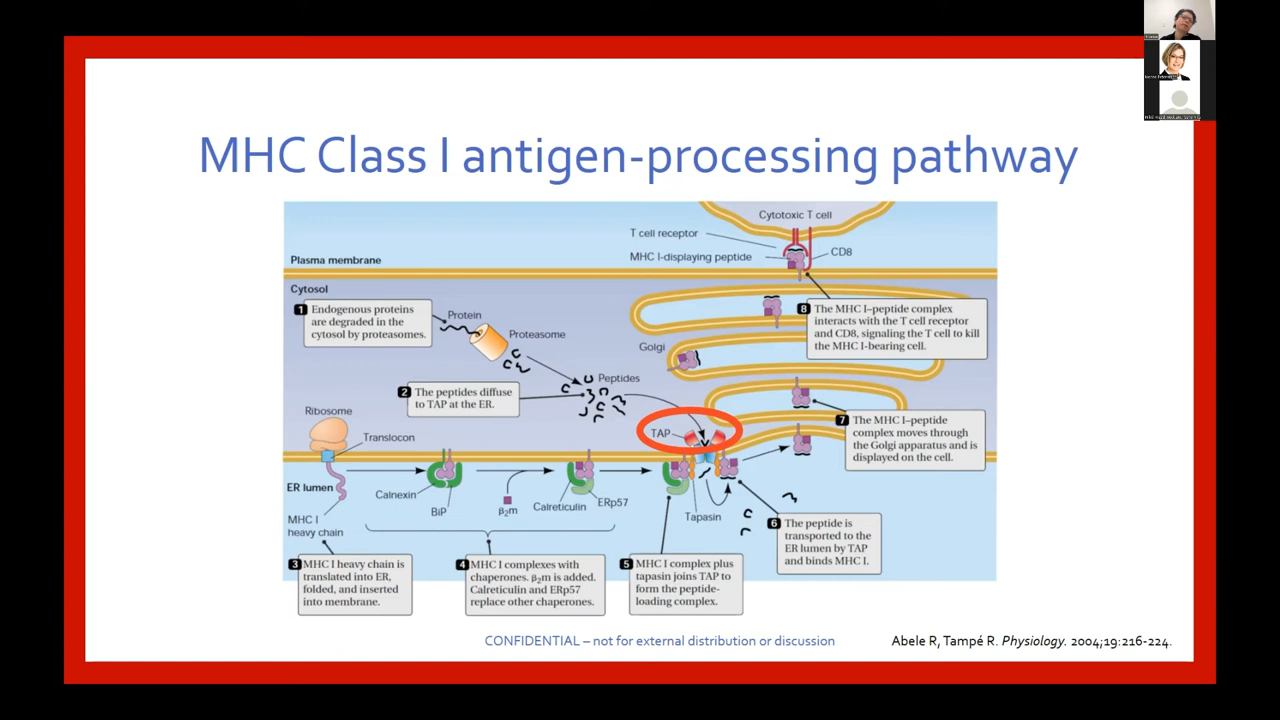 MHC Class I antigen-processing pathway
Cytotoxic T cell
T cell receptor
MHC I-displaying peptide
CD8
Plasma membrane
Cytosol
1 Endogenous proteins
are degraded in the
cytosol by proteasomes.
Protein
Proteasome
8 The MHC I–peptide complex
interacts with the T cell receptor
and CD8, signaling the T cell to kill
the MHC I-bearing cell.
Golgi
Peptides
2 The peptides diffuse
to TAP at the ER.
Ribosome
Translocon
TAP
7 The MHC I–peptide
complex moves through
the Golgi apparatus and is
displayed on the cell.
ER lumen
Calnexin
BiP
β2m
Calreticulin
ERp57
Tapasin
MHC I
heavy chain
6 The peptide is
transported to the
ER lumen by TAP
and binds MHC I.
3 MHC I heavy chain is
translated into ER,
folded, and inserted
into membrane.
4 MHC I complexes with
chaperones. β2m is added.
Calreticulin and ERp57
replace other chaperones.
5 MHC I complex plus
tapasin joins TAP to
form the peptide-
loading complex.
CONFIDENTIAL – not for external distribution or discussion
Abele R, Tampé R. Physiology. 2004;19:216-224.